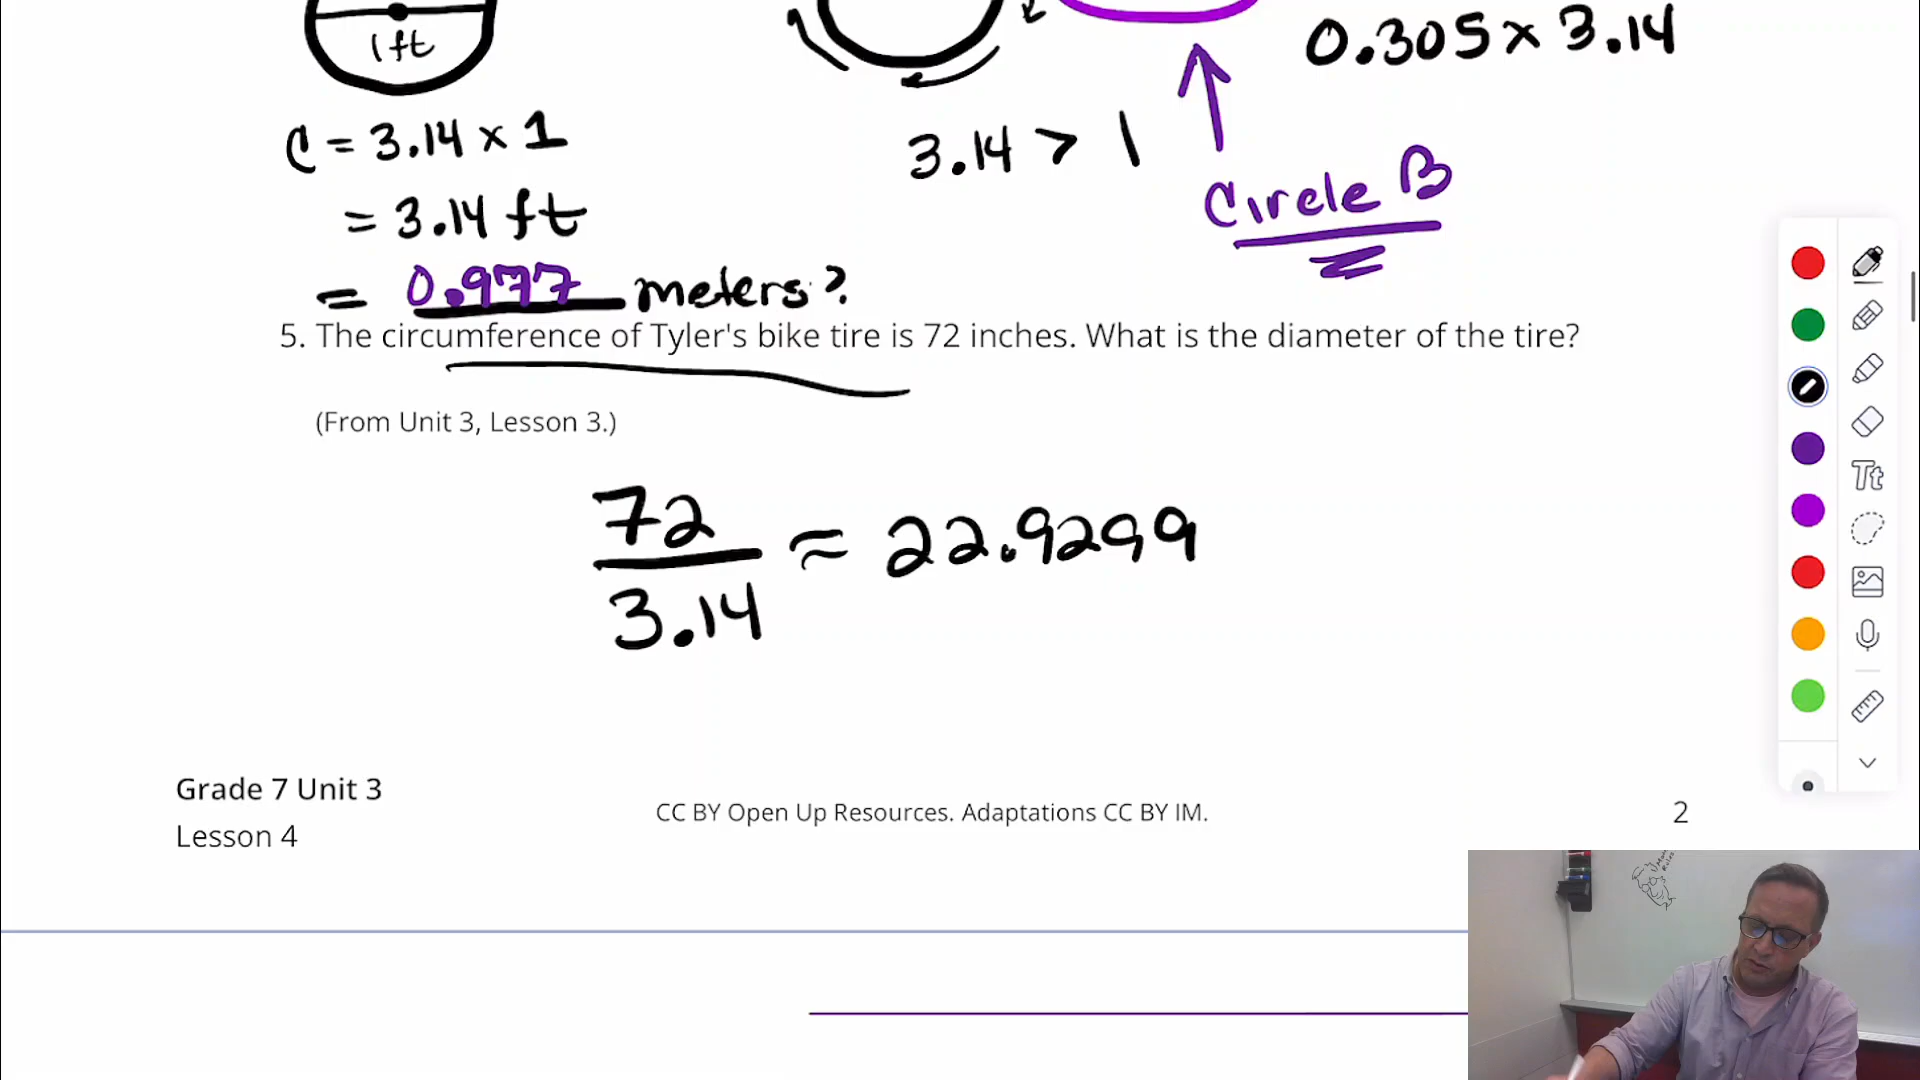 1 ft
0.305 x 3.14
C = 3.14 x 1
3.14 > 1
= 3.14 ft
Circle B
= 0.977 meters?
5. The circumference of Tyler's bike tire is 72 inches. What is the diameter of the tire?
(From Unit 3, Lesson 3.)
72
3.14
≈ 22.9299
Tt
Grade 7 Unit 3
Lesson 4
CC BY Open Up Resources. Adaptations CC BY IM.
2